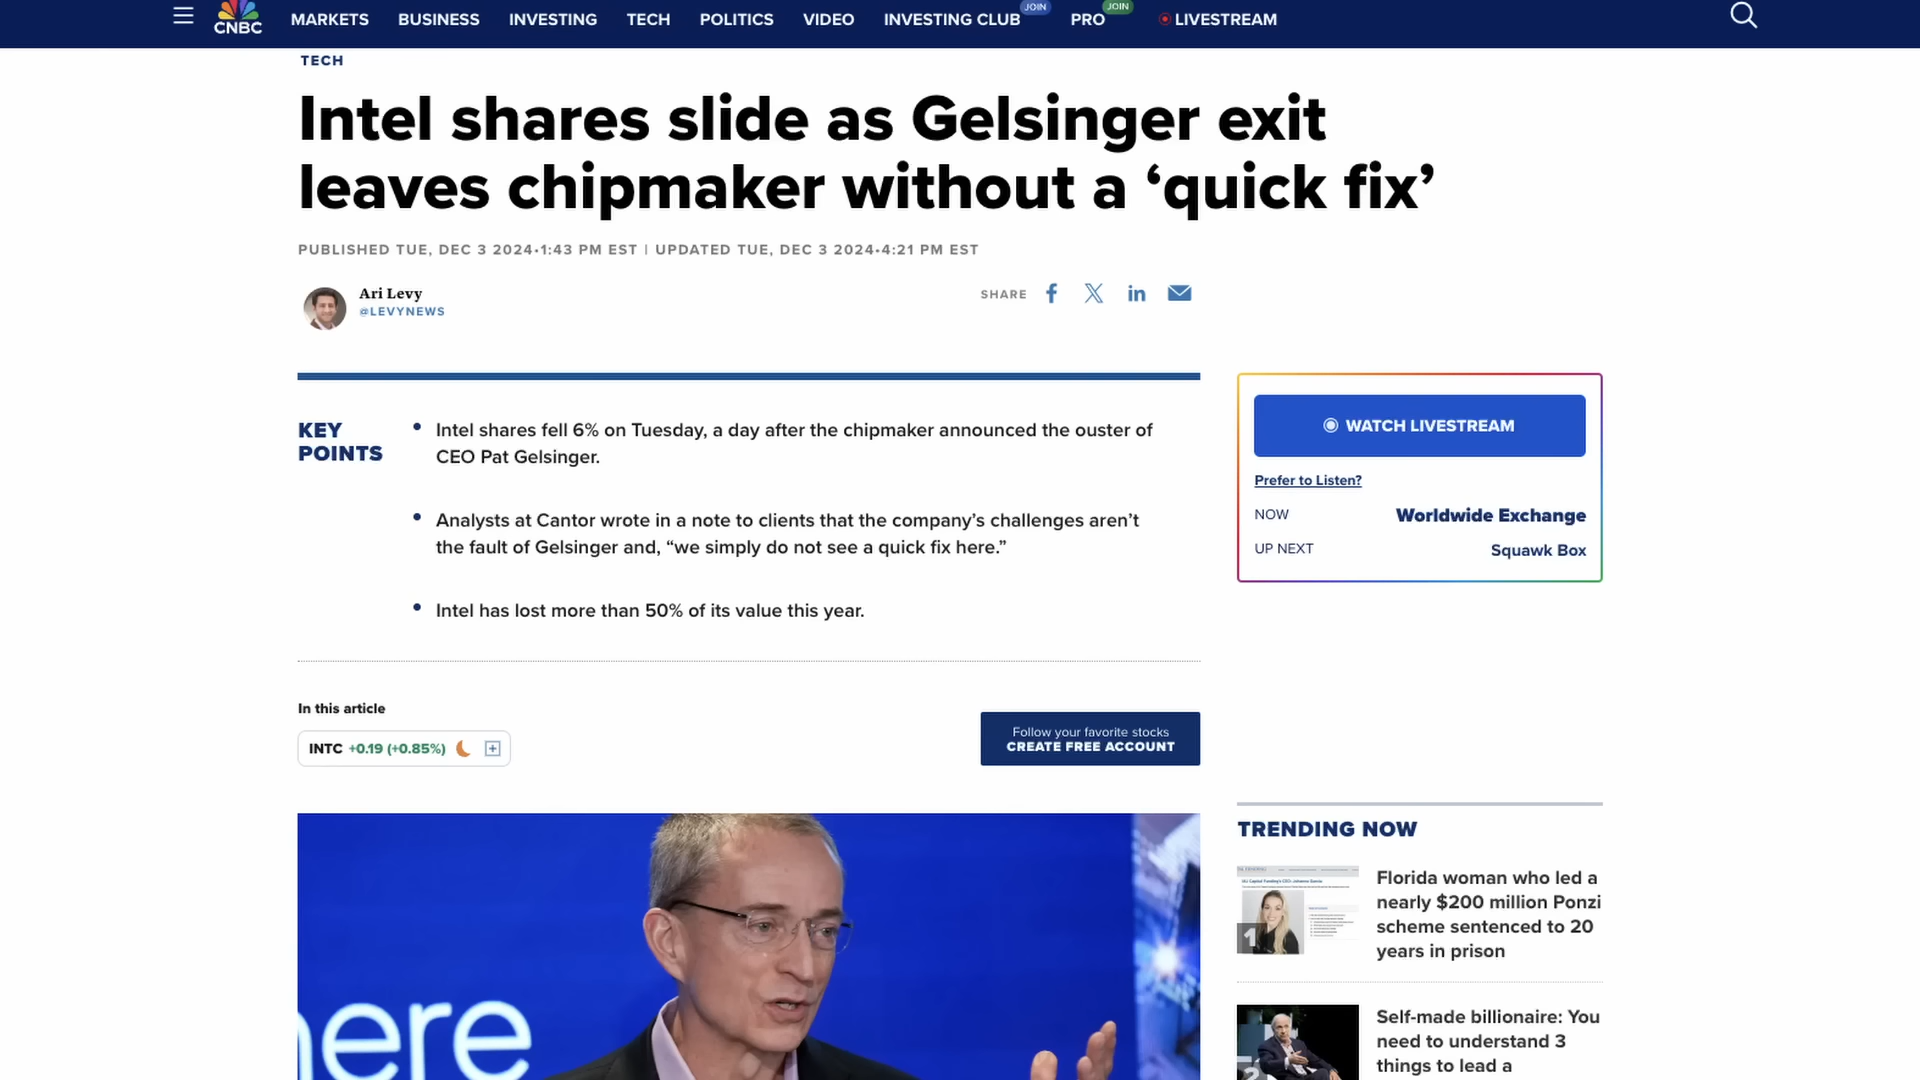 CNBC
MARKETS
BUSINESS
INVESTING
TECH
POLITICS
VIDEO
INVESTING CLUB
JOIN
PRO
JOIN
LIVESTREAM
TECH
Intel shares slide as Gelsinger exit
leaves chipmaker without a ‘quick fix’
PUBLISHED TUE, DEC 3 2024•1:43 PM EST | UPDATED TUE, DEC 3 2024•4:21 PM EST
Ari Levy
@LEVYNEWS
SHARE
KEY
POINTS
Intel shares fell 6% on Tuesday, a day after the chipmaker announced the ouster of
CEO Pat Gelsinger.
Analysts at Cantor wrote in a note to clients that the company’s challenges aren’t
the fault of Gelsinger and, “we simply do not see a quick fix here.”
Intel has lost more than 50% of its value this year.
WATCH LIVESTREAM
Prefer to Listen?
NOW
Worldwide Exchange
UP NEXT
Squawk Box
In this article
INTC +0.19 (+0.85%)
Follow your favorite stocks
CREATE FREE ACCOUNT
here
TRENDING NOW
1
Florida woman who led a
nearly $200 million Ponzi
scheme sentenced to 20
years in prison
2
Self-made billionaire: You
need to understand 3
things to lead a